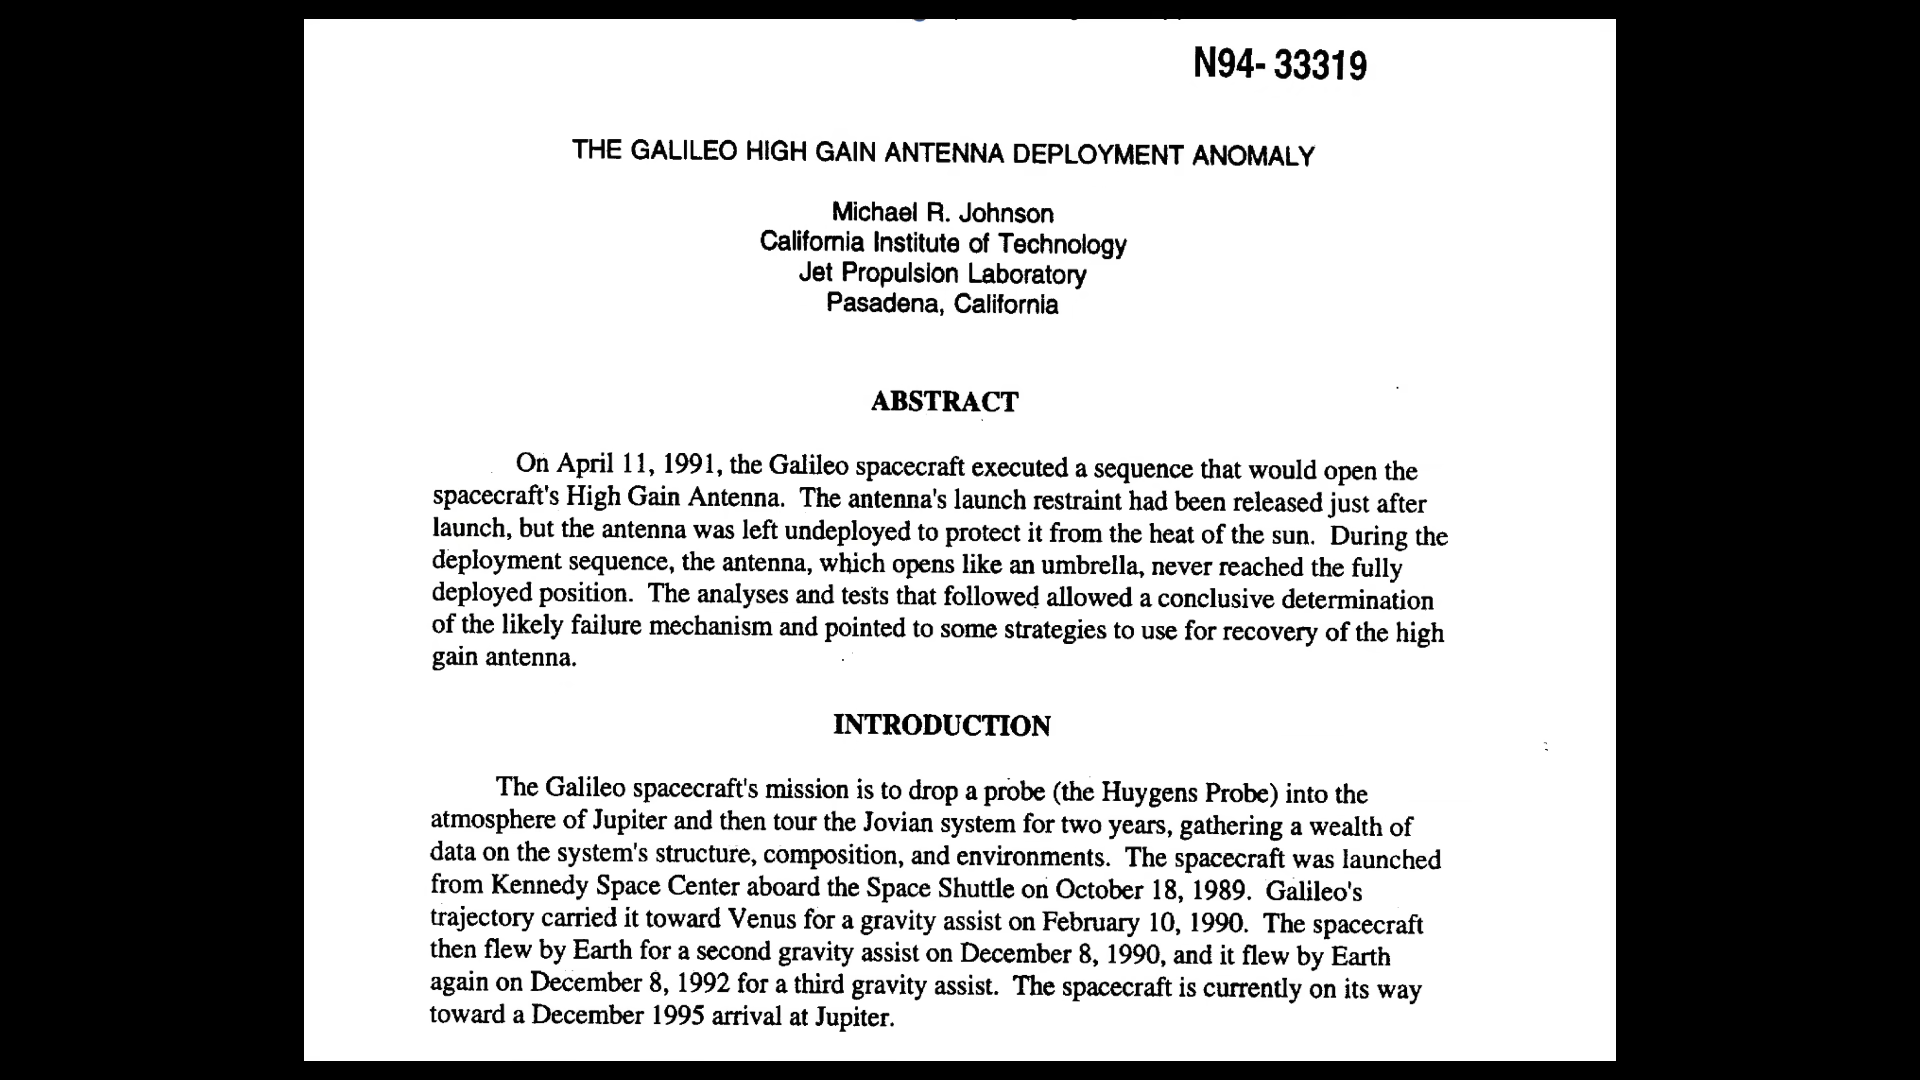 N94-33319
THE GALILEO HIGH GAIN ANTENNA DEPLOYMENT ANOMALY
Michael R. Johnson
California Institute of Technology
Jet Propulsion Laboratory
Pasadena, California
ABSTRACT
On April 11, 1991, the Galileo spacecraft executed a sequence that would open the
spacecraft's High Gain Antenna. The antenna's launch restraint had been released just after
launch, but the antenna was left undeployed to protect it from the heat of the sun. During the
deployment sequence, the antenna, which opens like an umbrella, never reached the fully
deployed position. The analyses and tests that followed allowed a conclusive determination
of the likely failure mechanism and pointed to some strategies to use for recovery of the high
gain antenna.
INTRODUCTION
The Galileo spacecraft's mission is to drop a probe (the Huygens Probe) into the
atmosphere of Jupiter and then tour the Jovian system for two years, gathering a wealth of
data on the system's structure, composition, and environments. The spacecraft was launched
from Kennedy Space Center aboard the Space Shuttle on October 18, 1989. Galileo's
trajectory carried it toward Venus for a gravity assist on February 10, 1990. The spacecraft
then flew by Earth for a second gravity assist on December 8, 1990, and it flew by Earth
again on December 8, 1992 for a third gravity assist. The spacecraft is currently on its way
toward a December 1995 arrival at Jupiter.